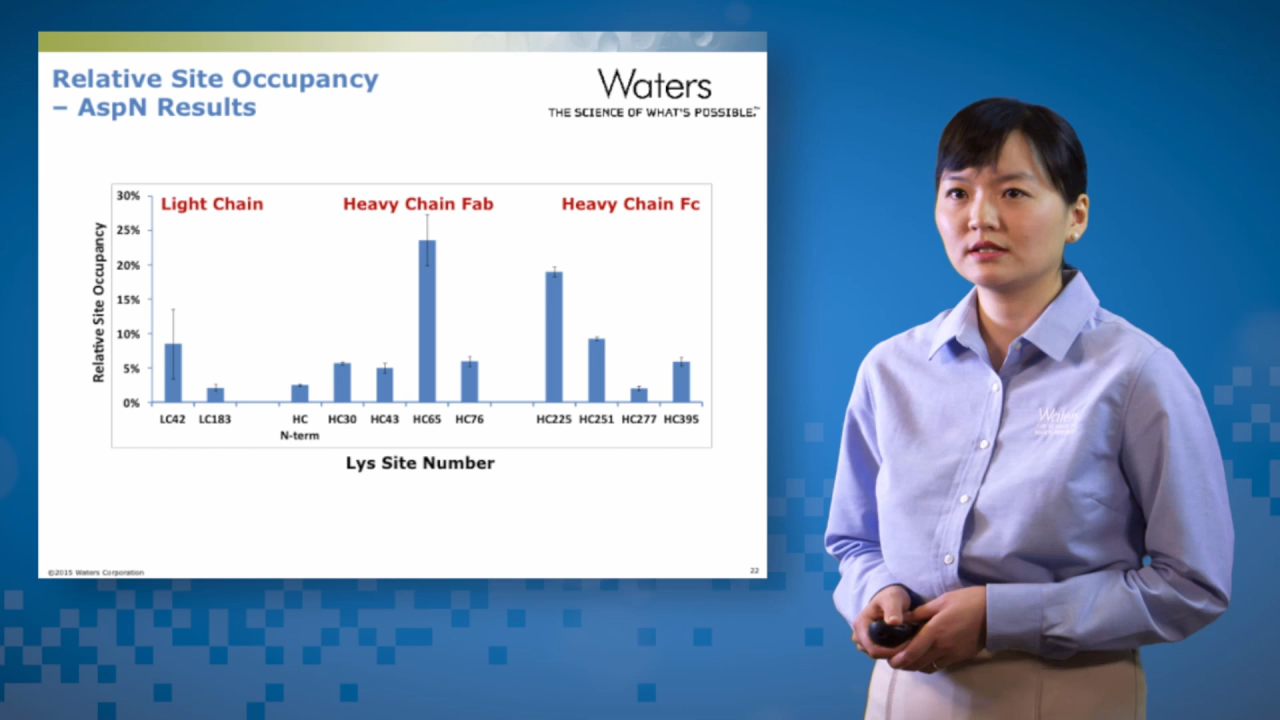 Relative Site Occupancy
– AspN Results
Waters
THE SCIENCE OF WHAT'S POSSIBLE.™
Light Chain
Heavy Chain Fab
Heavy Chain Fc
Relative Site Occupancy
30%
25%
20%
15%
10%
5%
0%
LC42 LC183 HC N-term HC30 HC43 HC65 HC76 HC225 HC251 HC277 HC395
Lys Site Number
©2015 Waters Corporation
22
Waters